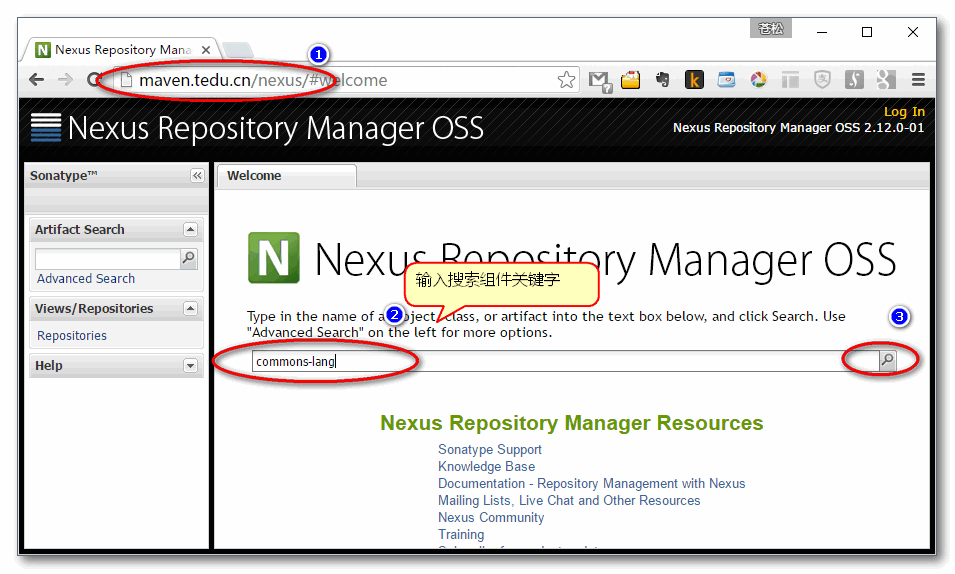 苍松
Nexus Repository Mana
1
maven.tedu.cn/nexus/#welcome
Nexus Repository Manager OSS
Log In
Nexus Repository Manager OSS 2.12.0-01
Sonatype™
Welcome
Artifact Search
Advanced Search
Views/Repositories
Repositories
Help
N Nexus Repository Manager OSS
输入搜索组件关键字
2
3
Type in the name of a project, class, or artifact into the text box below, and click Search. Use
"Advanced Search" on the left for more options.
commons-lang
Nexus Repository Manager Resources
Sonatype Support
Knowledge Base
Documentation - Repository Management with Nexus
Mailing Lists, Live Chat and Other Resources
Nexus Community
Training